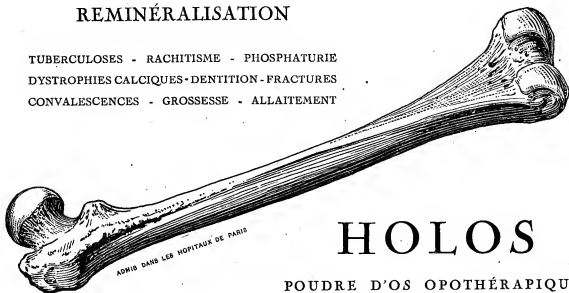 REMINÉRALISATION
TUBERCULOSES - RACHITISME - PHOSPHATURIE
DYSTROPHIES CALCIQUES - DENTITION - FRACTURES
CONVALESCENCES - GROSSESSE - ALLAITEMENT
ADMIS DANS LES HOPITAUX DE PARIS
HOLOS
POUDRE D'OS OPOTHÉRAPIQU